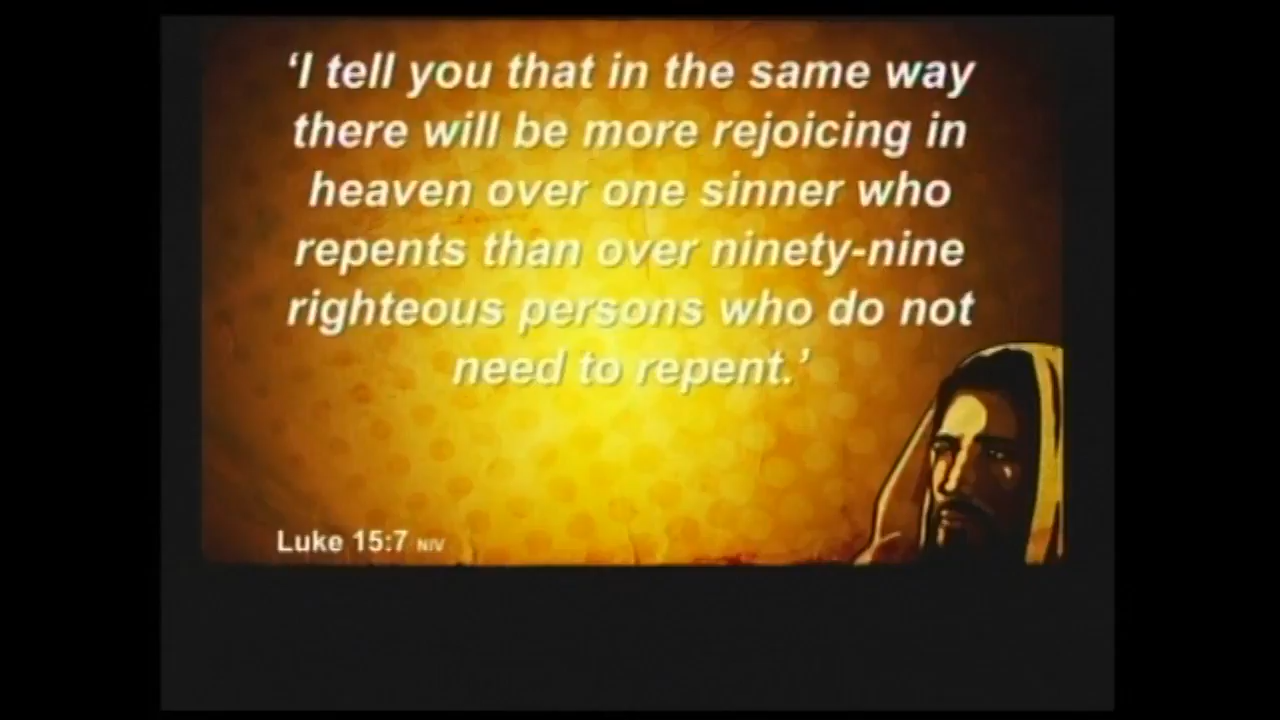 ‘I tell you that in the same way
there will be more rejoicing in
heaven over one sinner who
repents than over ninety-nine
righteous persons who do not
need to repent.’
Luke 15:7 NIV